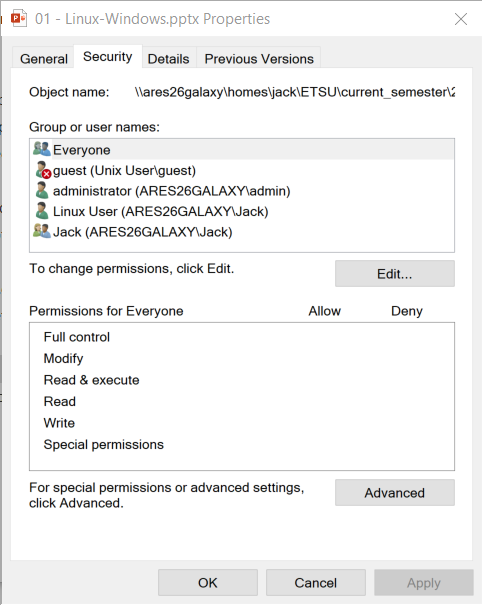 01 - Linux-Windows.pptx Properties
General Security Details Previous Versions
Object name: \\ares26galaxy\homes\jack\ETSU\current_semester\2
Group or user names:
Everyone
guest (Unix User\guest)
administrator (ARES26GALAXY\admin)
Linux User (ARES26GALAXY\Jack)
Jack (ARES26GALAXY\Jack)
To change permissions, click Edit.
Edit...
Permissions for Everyone Allow Deny
Full control
Modify
Read & execute
Read
Write
Special permissions
For special permissions or advanced settings,
click Advanced.
Advanced
OK Cancel Apply